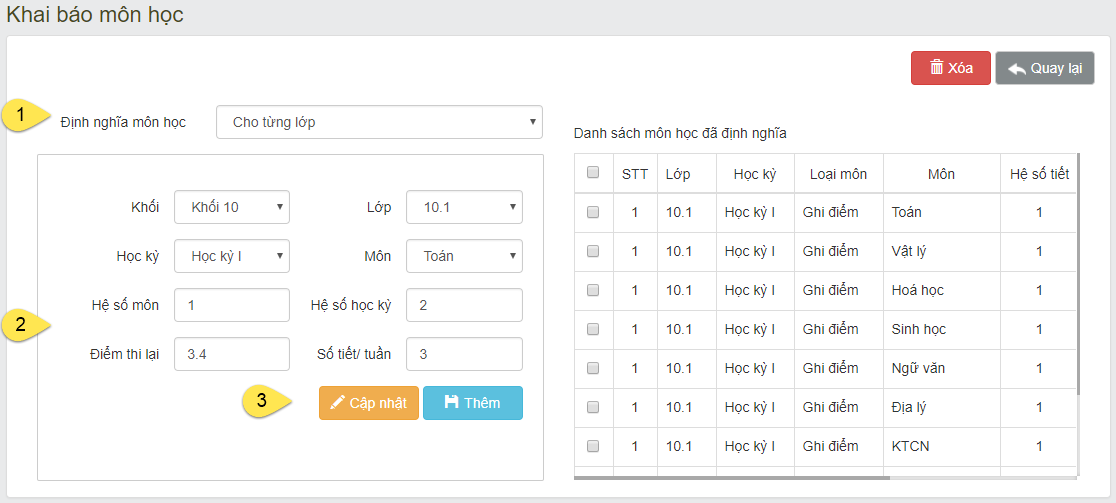 Khai báo môn học
Xóa Quay lại
1 Định nghĩa môn học Cho từng lớp
Danh sách môn học đã định nghĩa
Khối Khối 10 Lớp 10.1
Học kỳ Học kỳ I Môn Toán
Hệ số môn 1 Hệ số học kỳ 2
2
Điểm thi lại 3.4 Số tiết/ tuần 3
3 Cập nhật Thêm
STT Lớp Học kỳ Loại môn Môn Hệ số tiết
1 10.1 Học kỳ I Ghi điểm Toán 1
1 10.1 Học kỳ I Ghi điểm Vật lý 1
1 10.1 Học kỳ I Ghi điểm Hoá học 1
1 10.1 Học kỳ I Ghi điểm Sinh học 1
1 10.1 Học kỳ I Ghi điểm Ngữ văn 1
1 10.1 Học kỳ I Ghi điểm Địa lý 1
1 10.1 Học kỳ I Ghi điểm KTCN 1